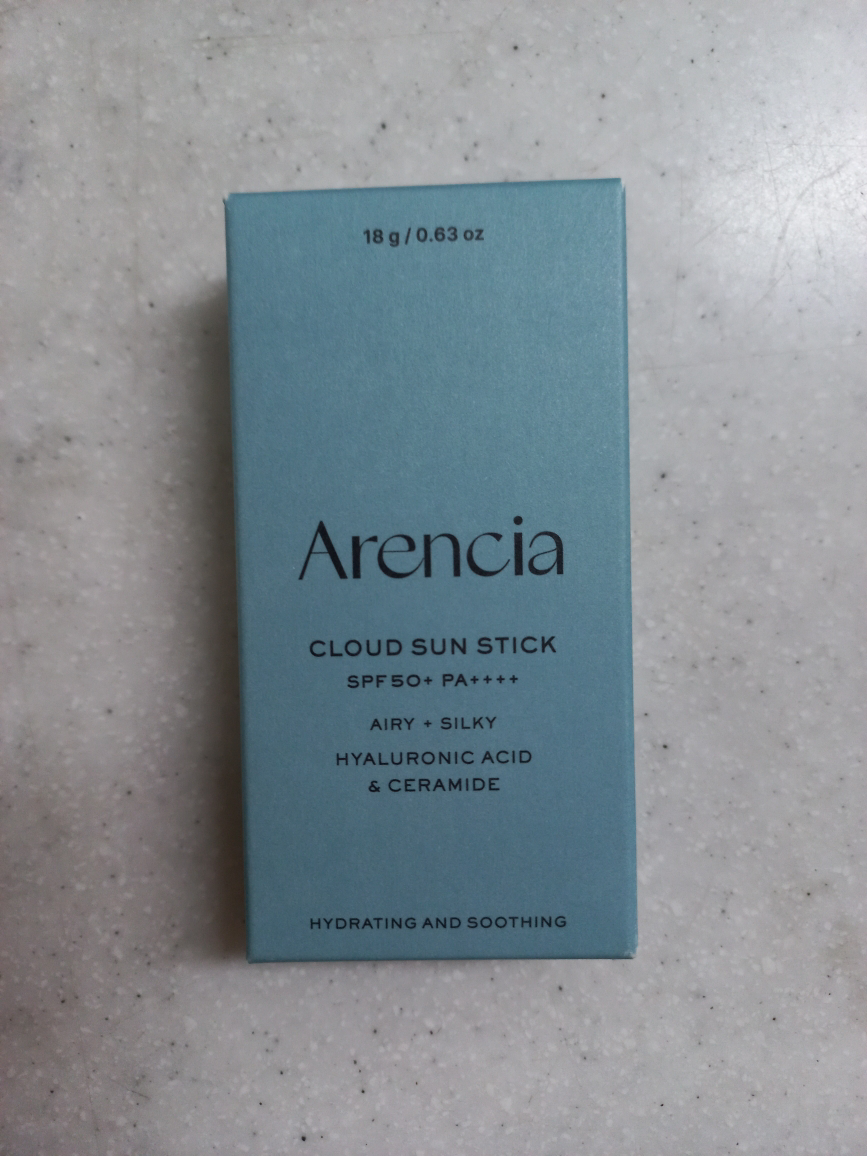 18 g / 0.63 oz
Arencia
CLOUD SUN STICK
SPF50+ PA++++
AIRY + SILKY
HYALURONIC ACID
& CERAMIDE
HYDRATING AND SOOTHING